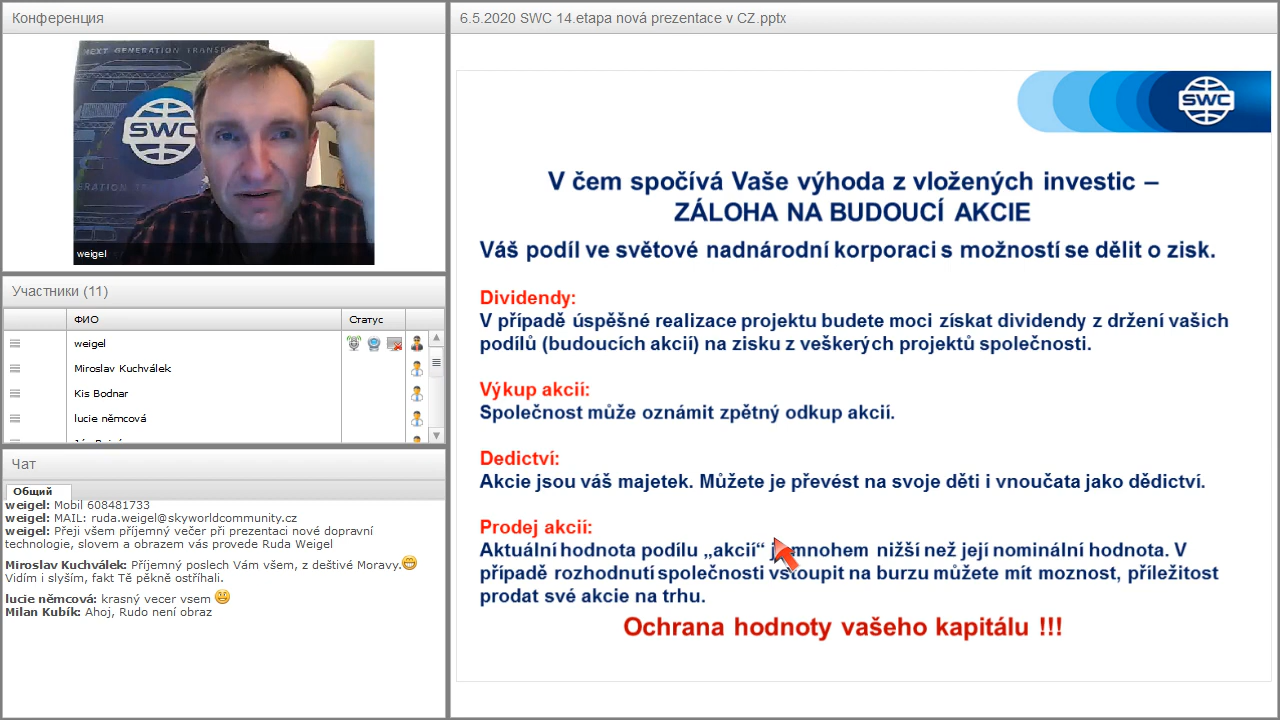 Конференция
NEXT GENERATION TRANSP
SWC
RATION TRANSP
weigel
Участники (11)
ФИО
Статус
weigel
Miroslav Kuchválek
Kis Bodnar
lucie němcová
Чат
Общий
weigel: Mobil 608481733
weigel: MAIL: ruda.weigel@skyworldcommunity.cz
weigel: Přeji všem příjemný večer při prezentaci nové dopravní
technologie, slovem a obrazem vás provede Ruda Weigel
Miroslav Kuchválek: Příjemný poslech Vám všem, z deštivé Moravy.
Vidím i slyším, fakt Tě pěkně ostříhali.
lucie němcová: krasný vecer vsem
Milan Kubík: Ahoj, Rudo není obraz
6.5.2020 SWC 14.etapa nová prezentace v CZ.pptx
SWC
V čem spočívá Vaše výhoda z vložených investic –
ZÁLOHA NA BUDOUCÍ AKCIE
Váš podíl ve světové nadnárodní korporaci s možností se dělit o zisk.
Dividendy:
V případě úspěšné realizace projektu budete moci získat dividendy z držení vašich
podílů (budoucích akcií) na zisku z veškerých projektů společnosti.
Výkup akcií:
Společnost může oznámit zpětný odkup akcií.
Dedictví:
Akcie jsou váš majetek. Můžete je převést na svoje děti i vnoučata jako dědictví.
Prodej akcií:
Aktuální hodnota podílu „akcií“ mnohem nižší než její nominální hodnota. V
případě rozhodnutí společnosti vstoupit na burzu můžete mít moznost, příležitost
prodat své akcie na trhu.
Ochrana hodnoty vašeho kapitálu !!!